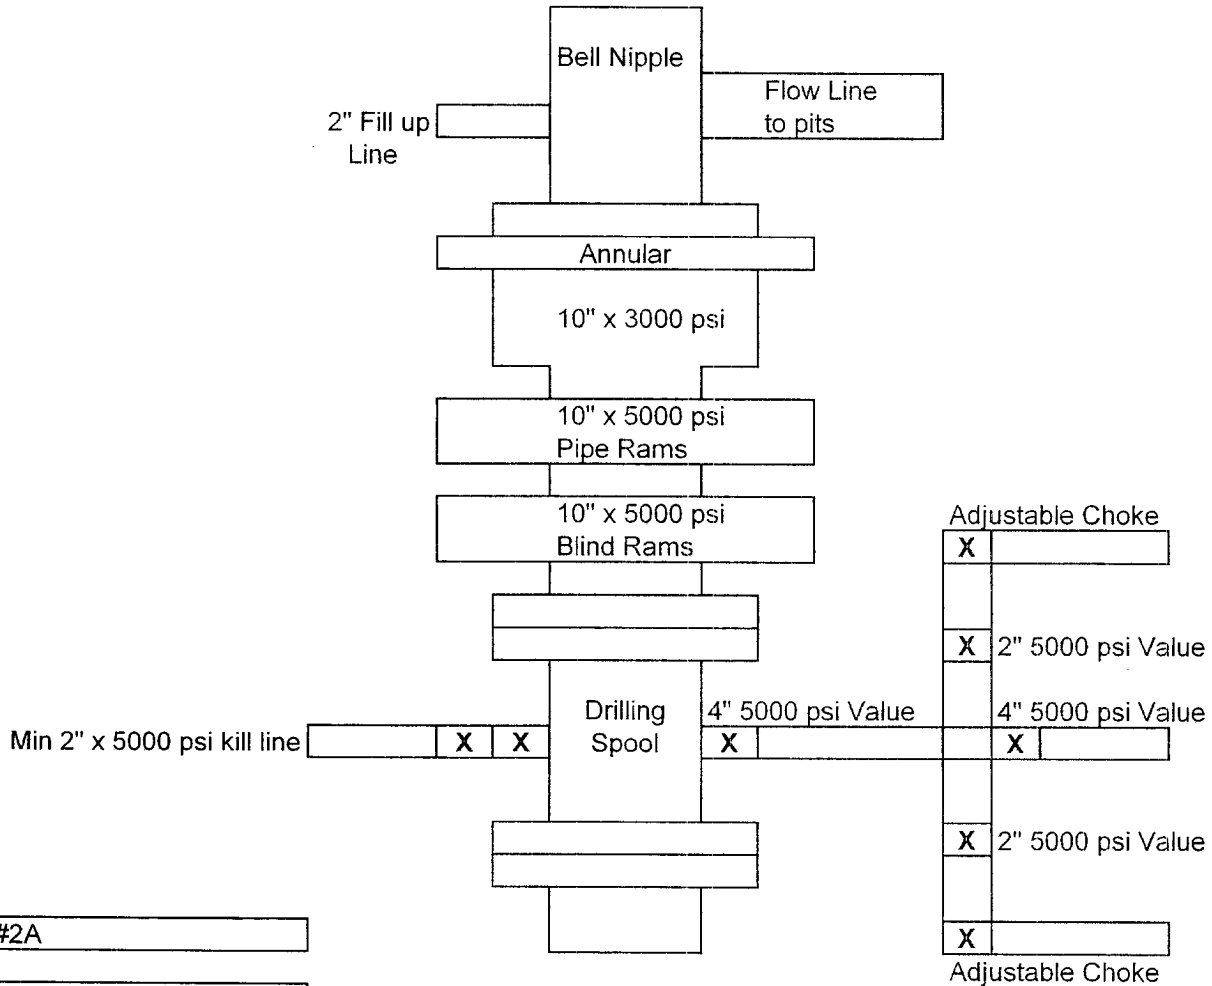 Bell Nipple
Flow Line
to pits
2" Fill up
Line
Annular
10" x 3000 psi
10" x 5000 psi
Pipe Rams
10" x 5000 psi
Blind Rams
Adjustable Choke
X
X 2" 5000 psi Value
Drilling
Spool
4" 5000 psi Value
4" 5000 psi Value
Min 2" x 5000 psi kill line
X X
X
X
X 2" 5000 psi Value
#2A
X
Adjustable Choke